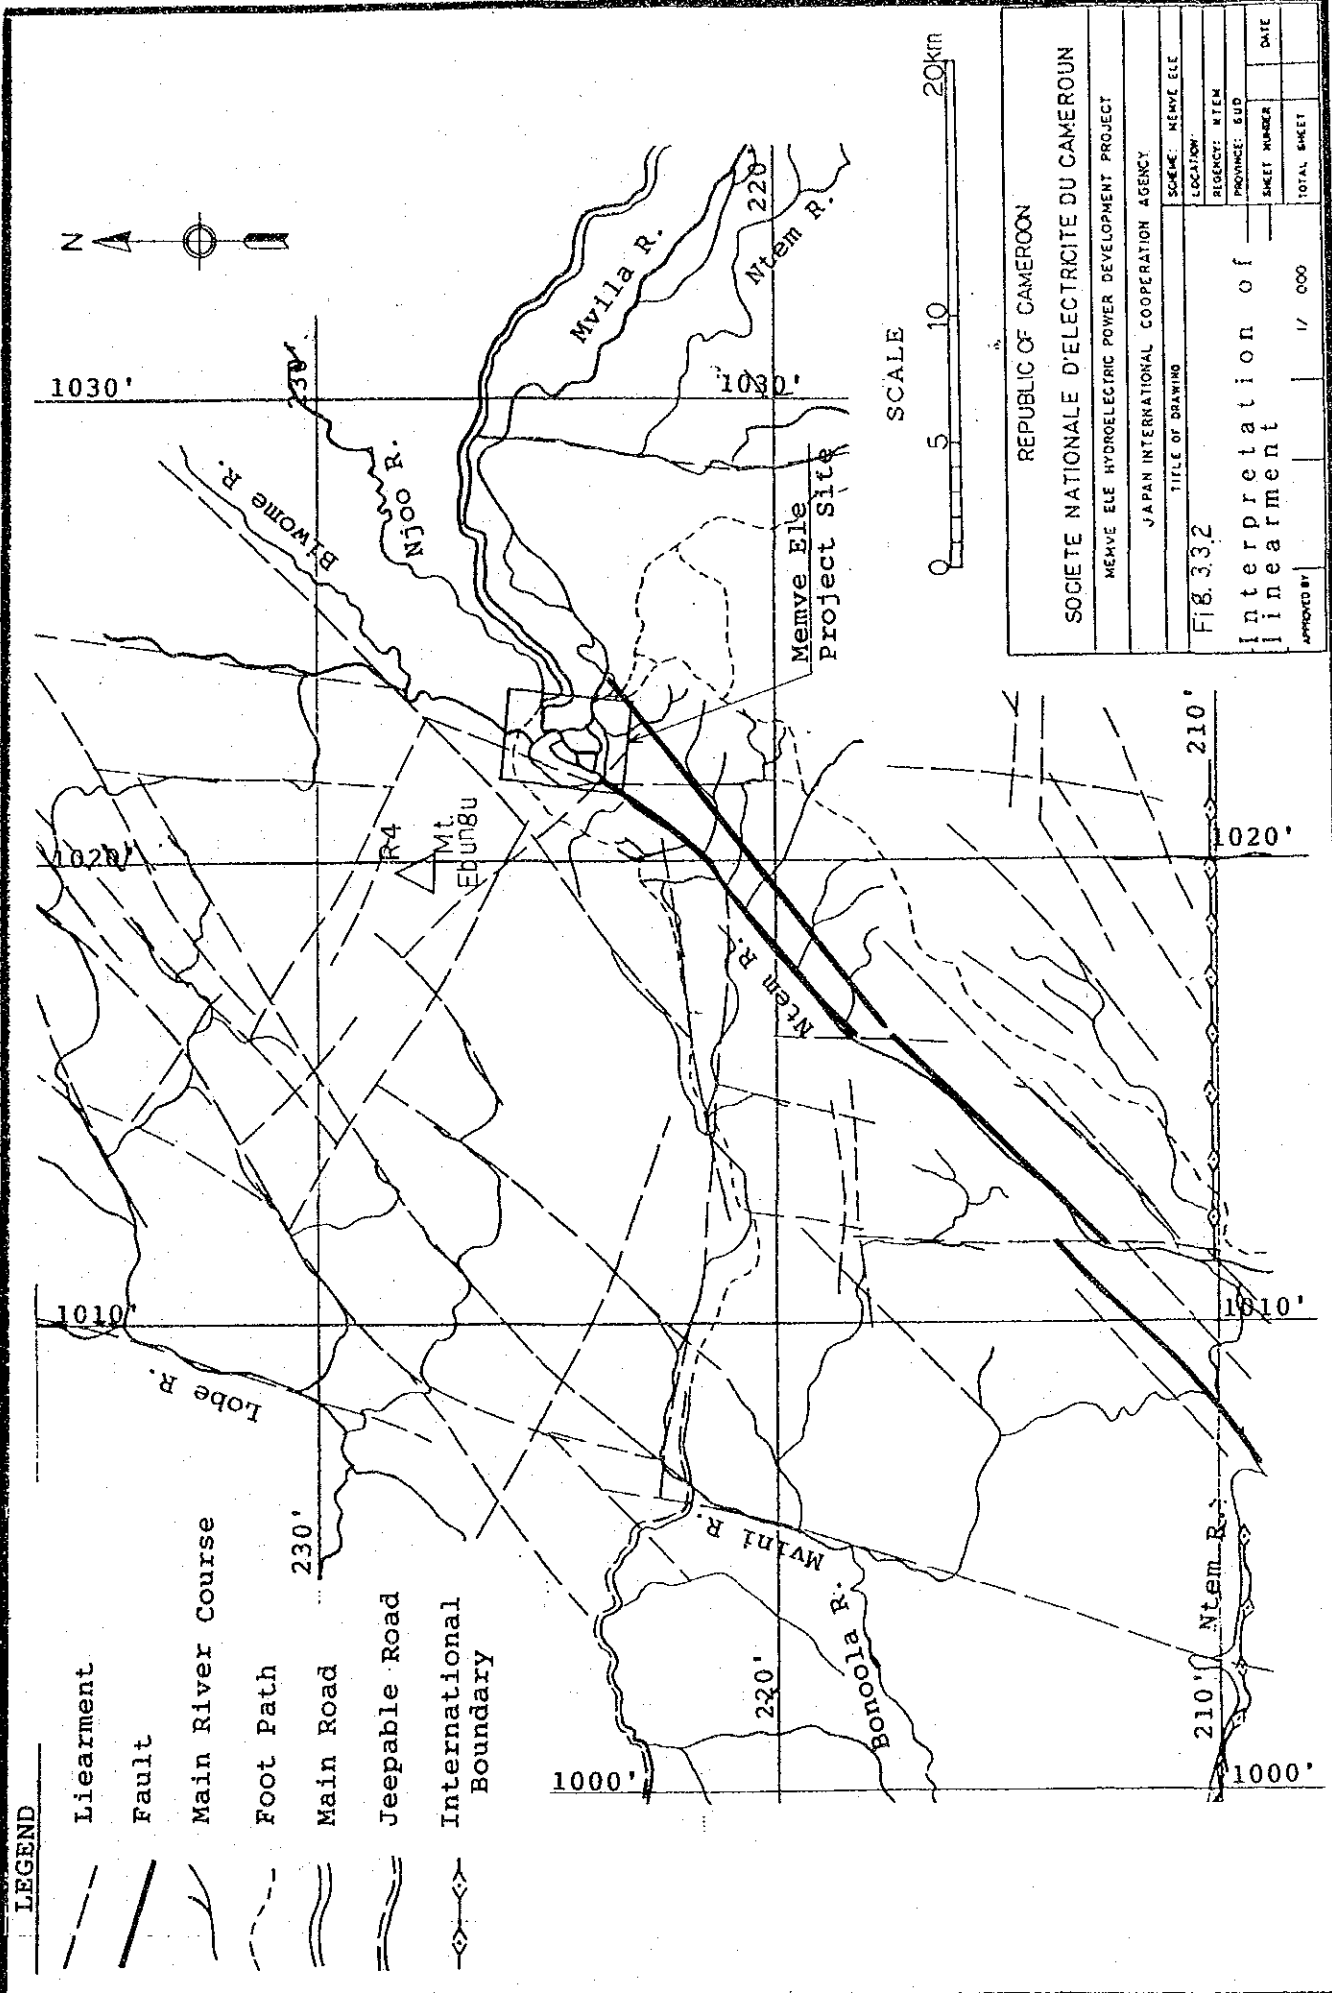 LEGEND
Liearment
Fault
Main River Course
Foot Path
Main Road
Jeepable Road
International
Boundary
N
1030'
1020'
1010'
230'
230'
Biwome R.
Njoo R.
Mvila R.
220'
Ntem R.
1030'
R4
Mt.
Ebungu
Lobe R.
Memve Ele
Project Site
Ntem R.
Mvini R.
Bonoola R.
220'
1000'
210'
1020'
1010'
Ntem R.
210'
1000'
SCALE
0 5 10 20km
REPUBLIC OF CAMEROON
SOCIETE NATIONALE D'ELECTRICITE DU CAMEROUN
MEMVE ELE HYDROELECTRIC POWER DEVELOPMENT PROJECT
JAPAN INTERNATIONAL COOPERATION AGENCY
TITLE OF DRAWING
SCHEME: MEMVE ELE
LOCATION:
REGENCY: NTEM
PROVINCE: SUD
Fig. 3.3.2
Interpretation of
linearment
SHEET NUMBER
DATE
APPROVED BY
1/ 000
TOTAL SHEET